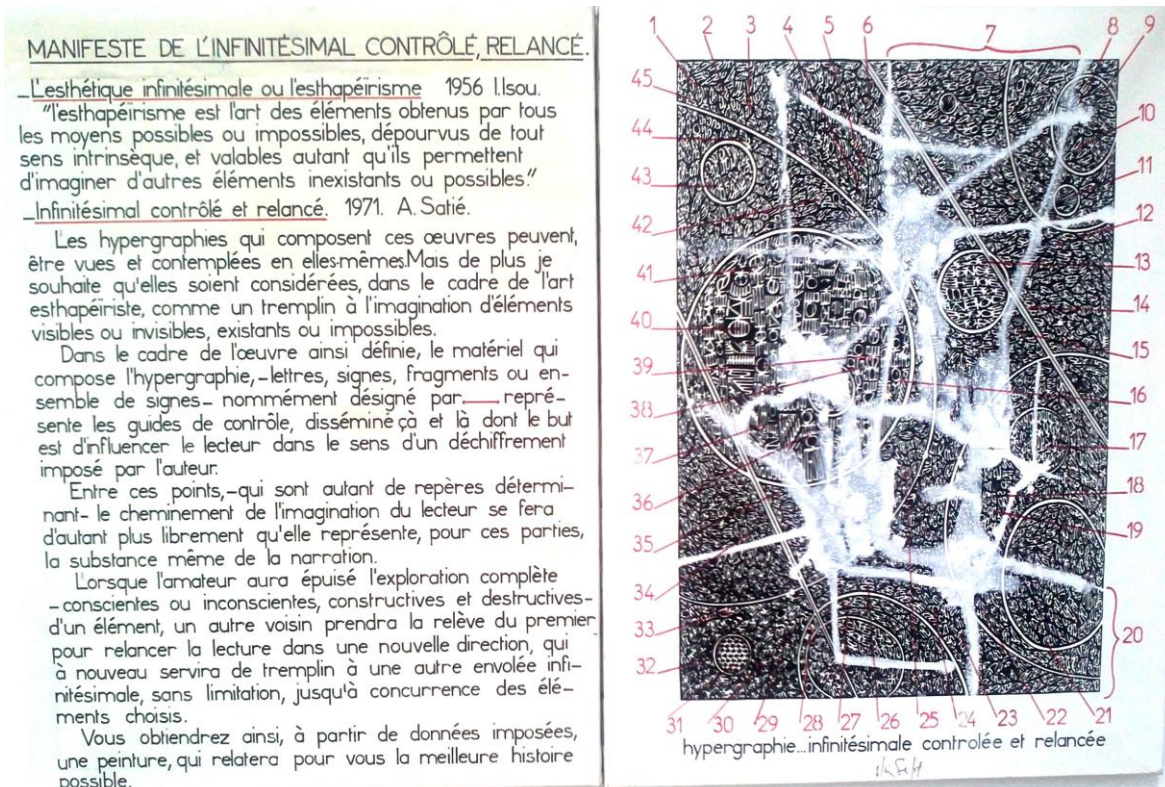 MANIFESTE DE L'INFINITÉSIMAL CONTRÔLÉ, RELANCÉ.
_L'esthétique infinitésimale ou l'esthapéïrisme 1956 I.Isou.
"l'esthapéïrisme est l'art des éléments obtenus par tous
les moyens possibles ou impossibles, dépourvus de tout
sens intrinsèque, et valables autant qu'ils permettent
d'imaginer d'autres éléments inexistants ou possibles."
_Infinitésimal contrôlé et relancé. 1971. A. Satié.
Les hypergraphies qui composent ces œuvres peuvent,
être vues et contemplées en elles-mêmes.Mais de plus je
souhaite qu'elles soient considérées, dans le cadre de l'art
esthapéïriste, comme un tremplin à l'imagination d'éléments
visibles ou invisibles, existants ou impossibles.
Dans le cadre de l'œuvre ainsi définie, le matériel qui
compose l'hypergraphie,-lettres, signes, fragments ou en-
semble de signes- nommément désigné par___ repré-
sente les guides de contrôle, disséminé çà et là dont le but
est d'influencer le lecteur dans le sens d'un déchiffrement
imposé par l'auteur.
Entre ces points,-qui sont autant de repères détermi-
nant- le cheminement de l'imagination du lecteur se fera
d'autant plus librement qu'elle représente, pour ces parties,
la substance même de la narration.
Lorsque l'amateur aura épuisé l'exploration complète
-conscientes ou inconscientes, constructives et destructives-
d'un élément, un autre voisin prendra la relève du premier
pour relancer la lecture dans une nouvelle direction, qui
à nouveau servira de tremplin à une autre envolée infi-
nitésimale, sans limitation, jusqu'à concurrence des élé-
ments choisis.
Vous obtiendrez ainsi, à partir de données imposées,
une peinture, qui relatera pour vous la meilleure histoire
possible.
1 2 3 4 5 6 7 8 9
10
11
12
13
14
15
16
17
18
19
20
21
22
23
24
25
26
27
28
29
30
31
32
33
34
35
36
37
38
39
40
41
42
43
44
45
hypergraphie...infinitésimale controlée et relancée